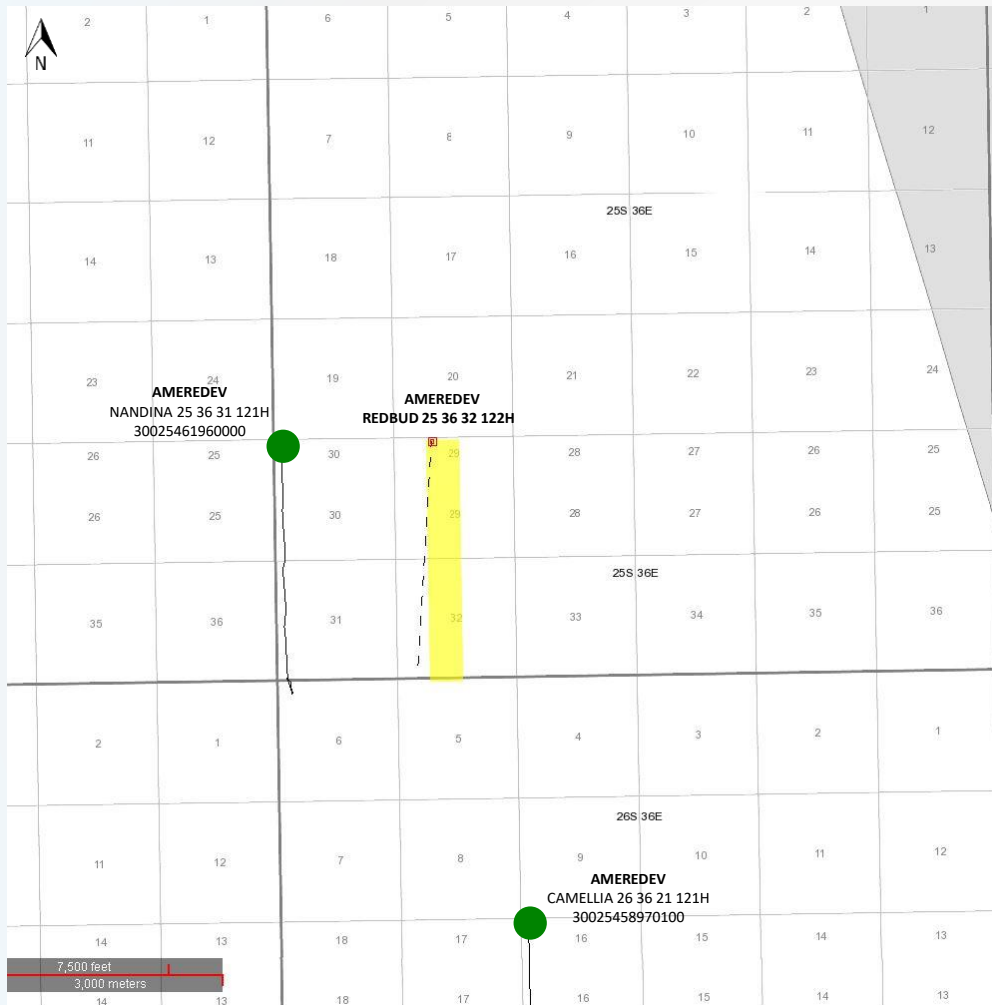 2 1 6 5 4 3 2 1
N
11 12 7 8 9 10 11 12
25S 36E
14 13 18 17 16 15 14 13
23 24 19 20 21 22 23 24
AMEREDEV
NANDINA 25 36 31 121H
30025461960000
AMEREDEV
REDBUD 25 36 32 122H
26 25 30 29 28 27 26 25
26 25 30 29 28 27 26 25
25S 36E
35 36 31 32 33 34 35 36
2 1 6 5 4 3 2 1
26S 36E
11 12 7 8 9 10 11 12
AMEREDEV
CAMELLIA 26 36 21 121H
30025458970100
14 13 18 17 16 15 14 13
7,500 feet
3,000 meters
14 13 18 17 16 15 14 13